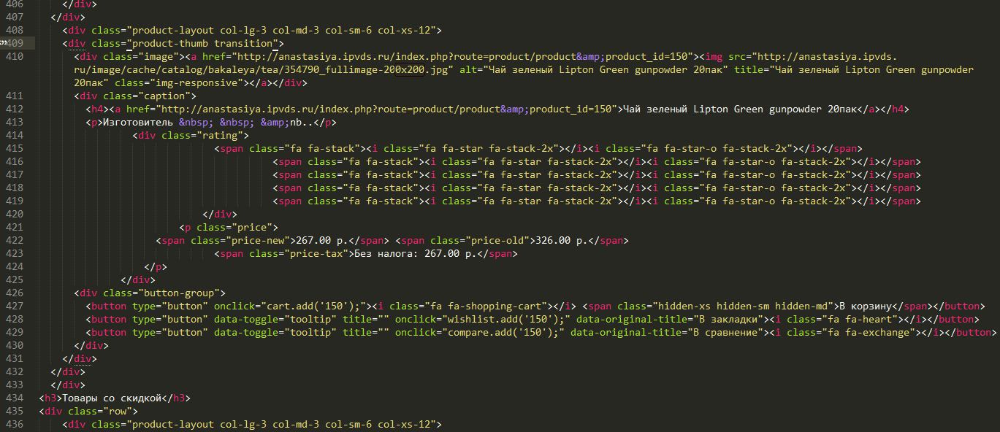 406 </div>
407 </div>
408 <div class="product-layout col-lg-3 col-md-3 col-sm-6 col-xs-12">
409 <div class="product-thumb transition">
410 <div class="image"><a href="http://anastasiya.ipvds.ru/index.php?route=product/product&amp;product_id=150"><img src="http://anastasiya.ipvds.
ru/image/cache/catalog/bakaleya/tea/354790_fullimage-200x200.jpg" alt="Чай зеленый Lipton Green gunpowder 20пак" title="Чай зеленый Lipton Green gunpowder
20пак" class="img-responsive"></a></div>
411 <div class="caption">
412 <h4><a href="http://anastasiya.ipvds.ru/index.php?route=product/product&amp;product_id=150">Чай зеленый Lipton Green gunpowder 20пак</a></h4>
413 <p>Изготовитель &nbsp; &nbsp; &amp;nb..</p>
414 <div class="rating">
415 <span class="fa fa-stack"><i class="fa fa-star fa-stack-2x"></i><i class="fa fa-star-o fa-stack-2x"></i></span>
416 <span class="fa fa-stack"><i class="fa fa-star fa-stack-2x"></i><i class="fa fa-star-o fa-stack-2x"></i></span>
417 <span class="fa fa-stack"><i class="fa fa-star fa-stack-2x"></i><i class="fa fa-star-o fa-stack-2x"></i></span>
418 <span class="fa fa-stack"><i class="fa fa-star fa-stack-2x"></i><i class="fa fa-star-o fa-stack-2x"></i></span>
419 <span class="fa fa-stack"><i class="fa fa-star fa-stack-2x"></i><i class="fa fa-star-o fa-stack-2x"></i></span>
420 </div>
421 <p class="price">
422 <span class="price-new">267.00 р.</span> <span class="price-old">326.00 р.</span>
423 <span class="price-tax">Без налога: 267.00 р.</span>
424 </p>
425 </div>
426 <div class="button-group">
427 <button type="button" onclick="cart.add('150');"><i class="fa fa-shopping-cart"></i> <span class="hidden-xs hidden-sm hidden-md">В корзину</span></button>
428 <button type="button" data-toggle="tooltip" title="" onclick="wishlist.add('150');" data-original-title="В закладки"><i class="fa fa-heart"></i></button>
429 <button type="button" data-toggle="tooltip" title="" onclick="compare.add('150');" data-original-title="В сравнение"><i class="fa fa-exchange"></i></button>
430 </div>
431 </div>
432 </div>
433 </div>
434 <h3>Товары со скидкой</h3>
435 <div class="row">
436 <div class="product-layout col-lg-3 col-md-3 col-sm-6 col-xs-12">